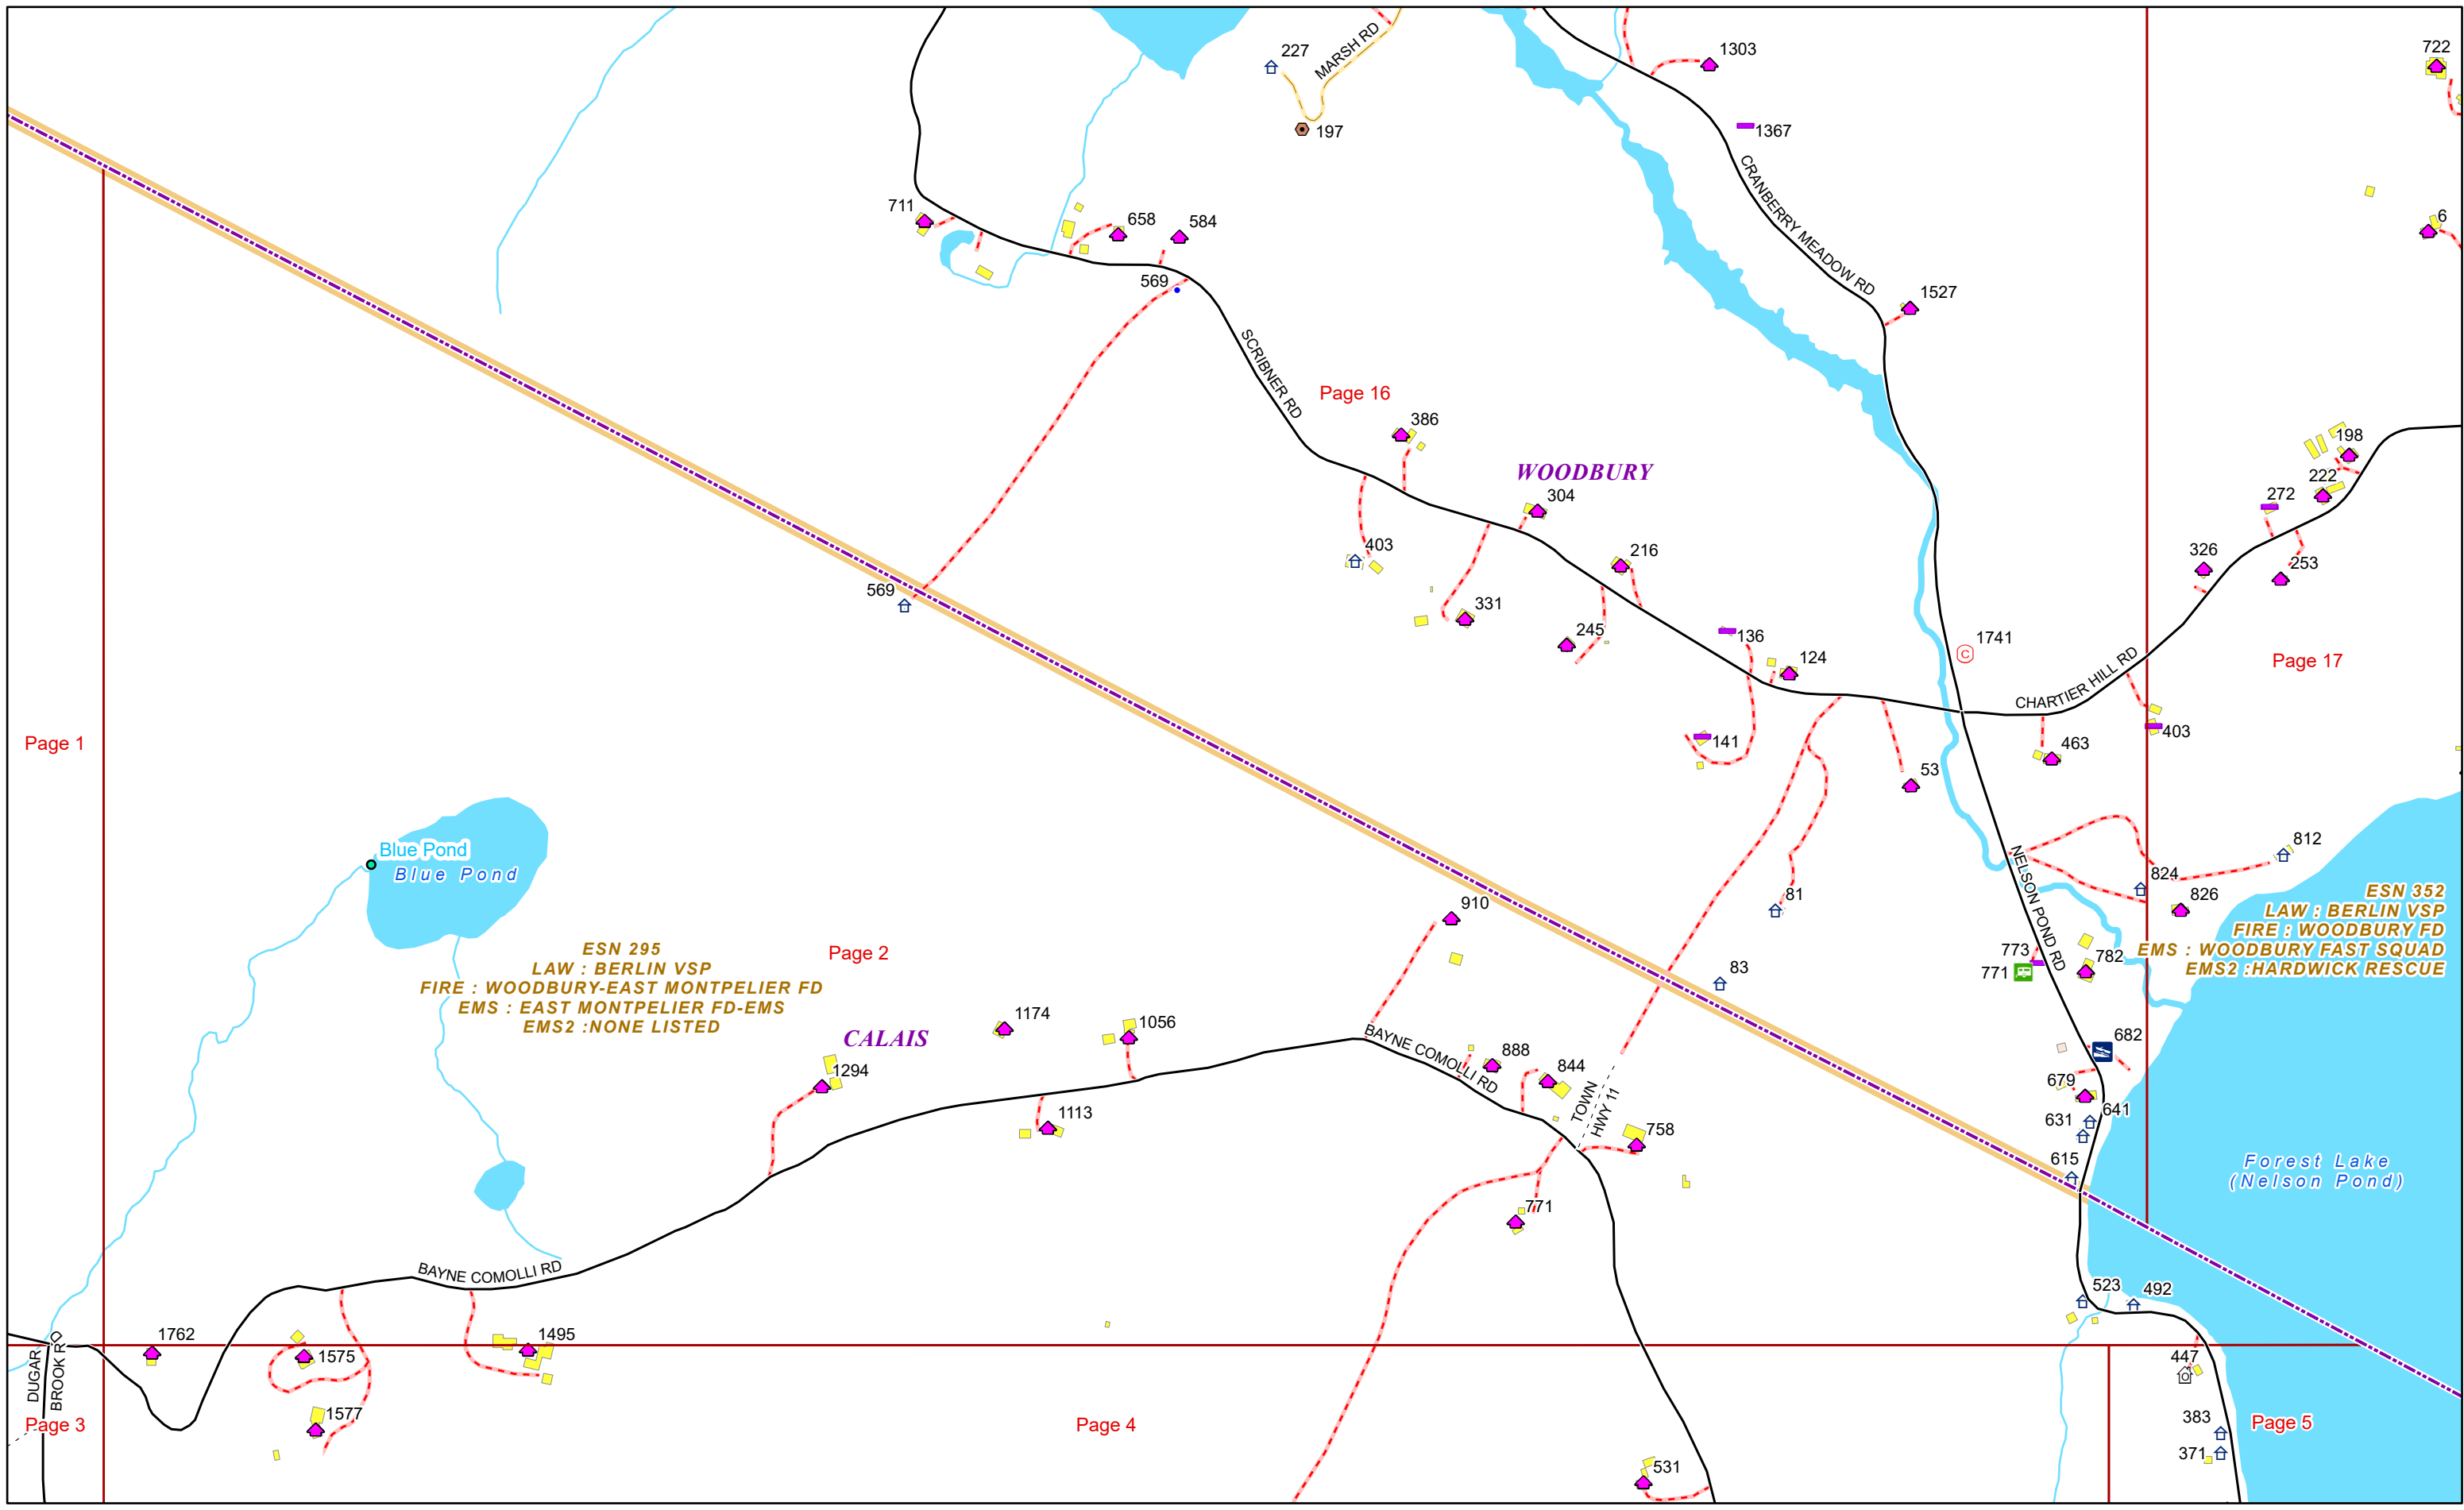 722
227
MARSH RD
1303
197
1367
CRANBERRY MEADOW RD
711
658
584
6
569
1527
SCRIBNER RD
Page 16
386
198
WOODBURY
222
304
272
403
216
326
253
569
331
245
136
124
1741
CHARTIER HILL RD
Page 17
Page 1
141
463
403
53
Blue Pond
Blue Pond
NELSON POND RD
812
824
826
81
910
ESN 352
LAW : BERLIN VSP
FIRE : WOODBURY FD
EMS : WOODBURY FAST SQUAD
EMS2 :HARDWICK RESCUE
ESN 295
LAW : BERLIN VSP
FIRE : WOODBURY-EAST MONTPELIER FD
EMS : EAST MONTPELIER FD-EMS
EMS2 :NONE LISTED
Page 2
773
782
771
83
1174
1056
CALAIS
BAYNE COMOLLI RD
682
888
844
1294
679
641
631
TOWN
HWY 11
1113
758
615
Forest Lake
(Nelson Pond)
771
BAYNE COMOLLI RD
523
492
1762
1495
1575
447
DUGAR
BROOK RD
1577
Page 3
Page 4
383
Page 5
371
531
C